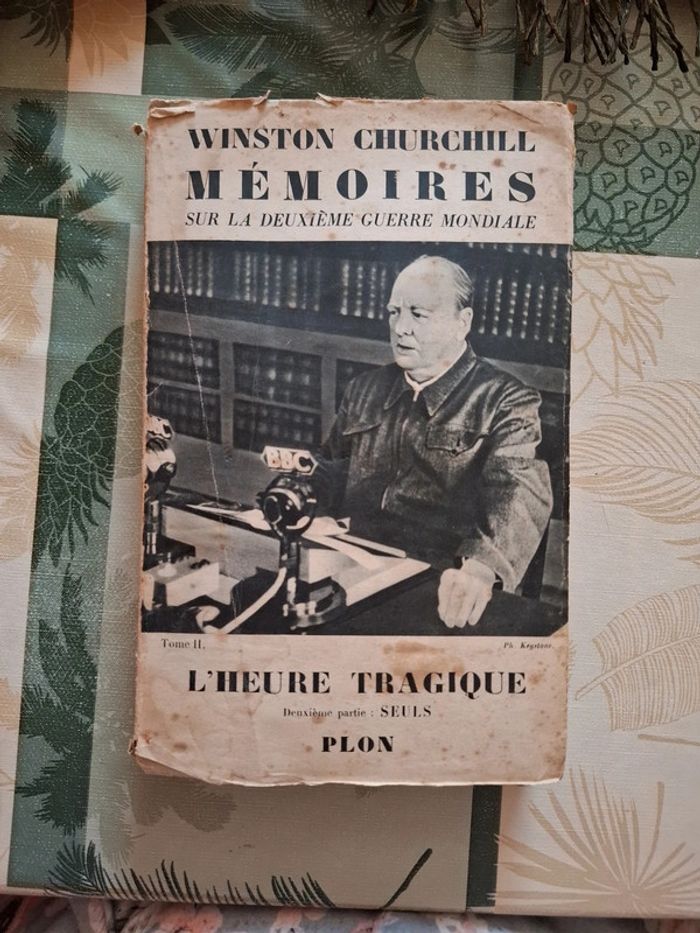 WINSTON CHURCHILL
MÉMOIRES
SUR LA DEUXIÈME GUERRE MONDIALE
BBC
Tome II.
Ph. Keystone.
L'HEURE TRAGIQUE
Deuxième partie : SEULS
PLON